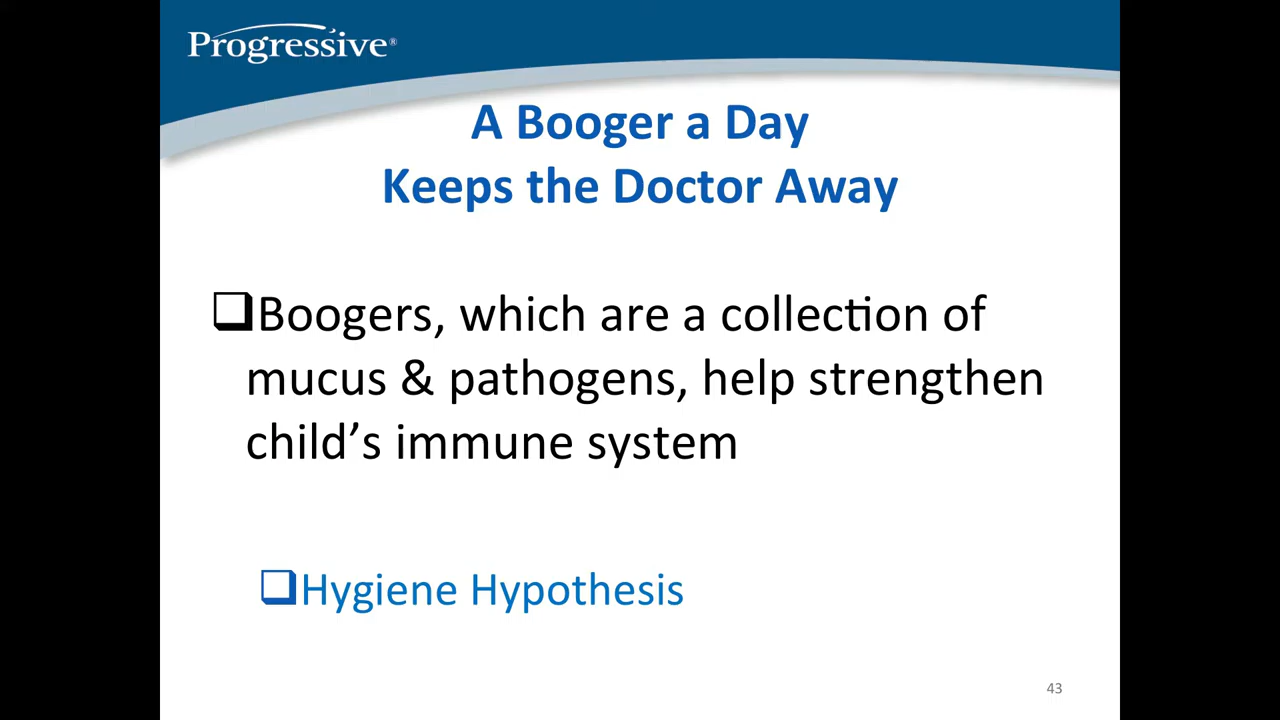 Progressive®
A Booger a Day
Keeps the Doctor Away
❑Boogers, which are a collection of
mucus & pathogens, help strengthen
child’s immune system
❑Hygiene Hypothesis
43